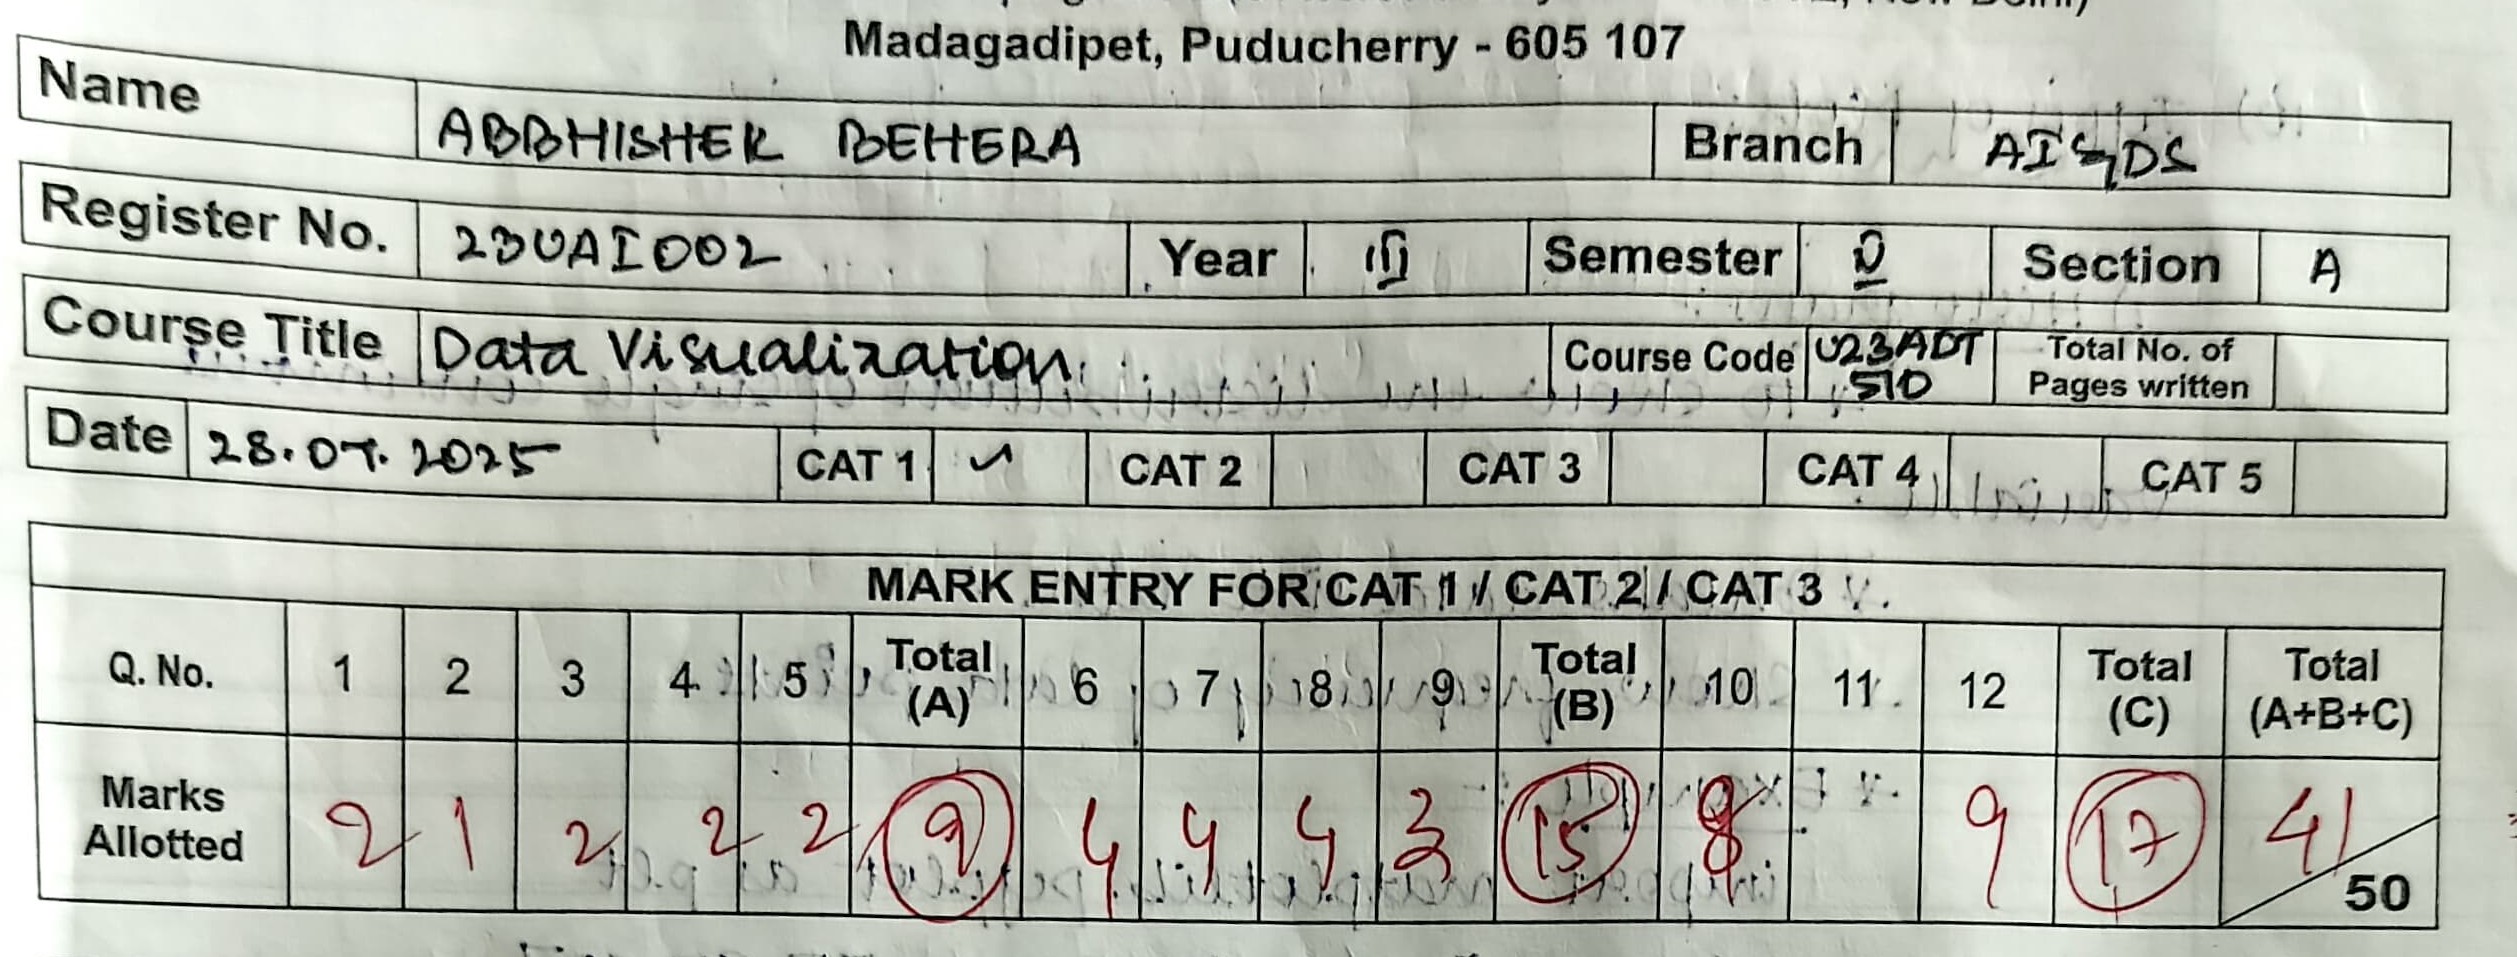 Madagadipet, Puducherry - 605 107
Name ABBHISHEK BEHERA Branch AI&DS
Register No. 23UAI002 Year III Semester V Section A
Course Title Data Visualization Course Code U23ADT 510 Total No. of Pages written
Date 28.07.2025 CAT 1 ✓ CAT 2 CAT 3 CAT 4 CAT 5
MARK ENTRY FOR CAT 1 / CAT 2 / CAT 3
Q. No. 1 2 3 4 5 Total (A) 6 7 8 9 Total (B) 10 11 12 Total (C) Total (A+B+C)
Marks Allotted 2 1 2 2 2 9 4 4 4 3 15 8 9 17 41/50